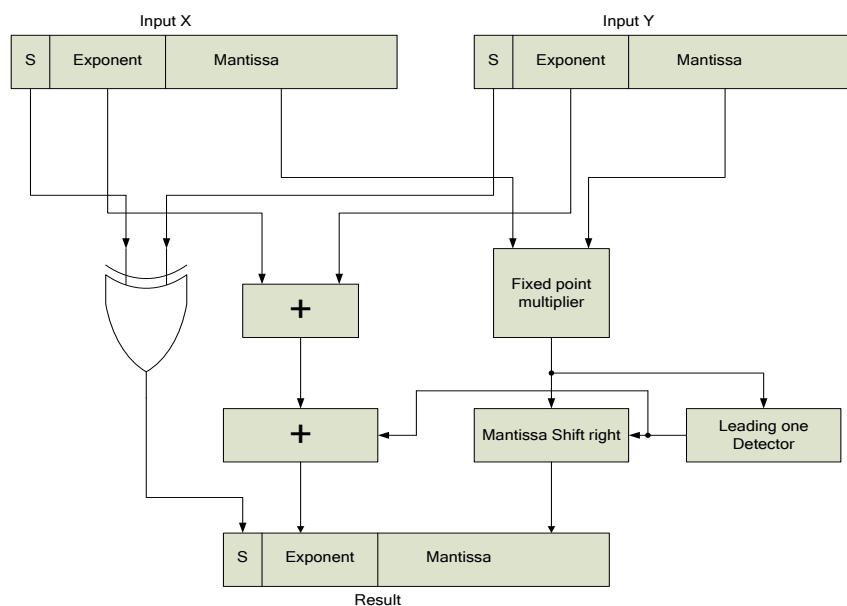 Input X
Input Y
S Exponent Mantissa
S Exponent Mantissa
Fixed point
multiplier
+
+
Mantissa Shift right
Leading one
Detector
S Exponent Mantissa
Result